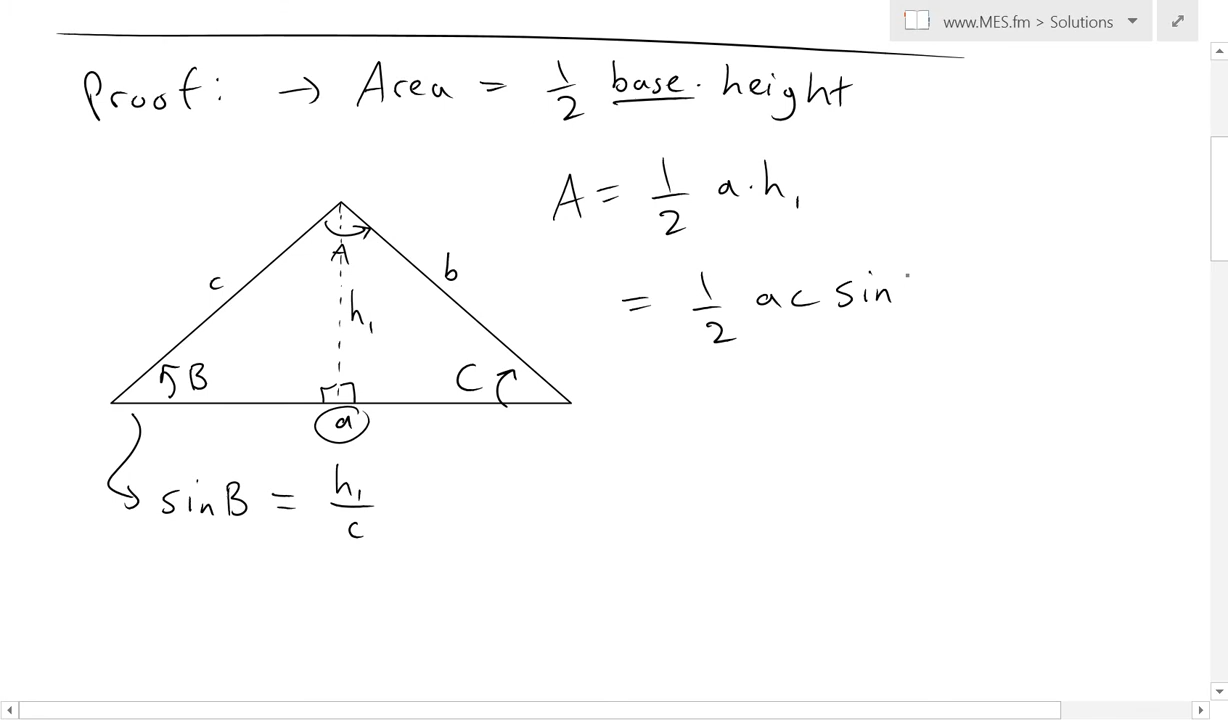 www.MES.fm > Solutions
Proof: → Area = 1/2 base · height
A = 1/2 a · h₁
= 1/2 ac sin
c
A
b
h₁
B
C
a
sin B = h₁/c